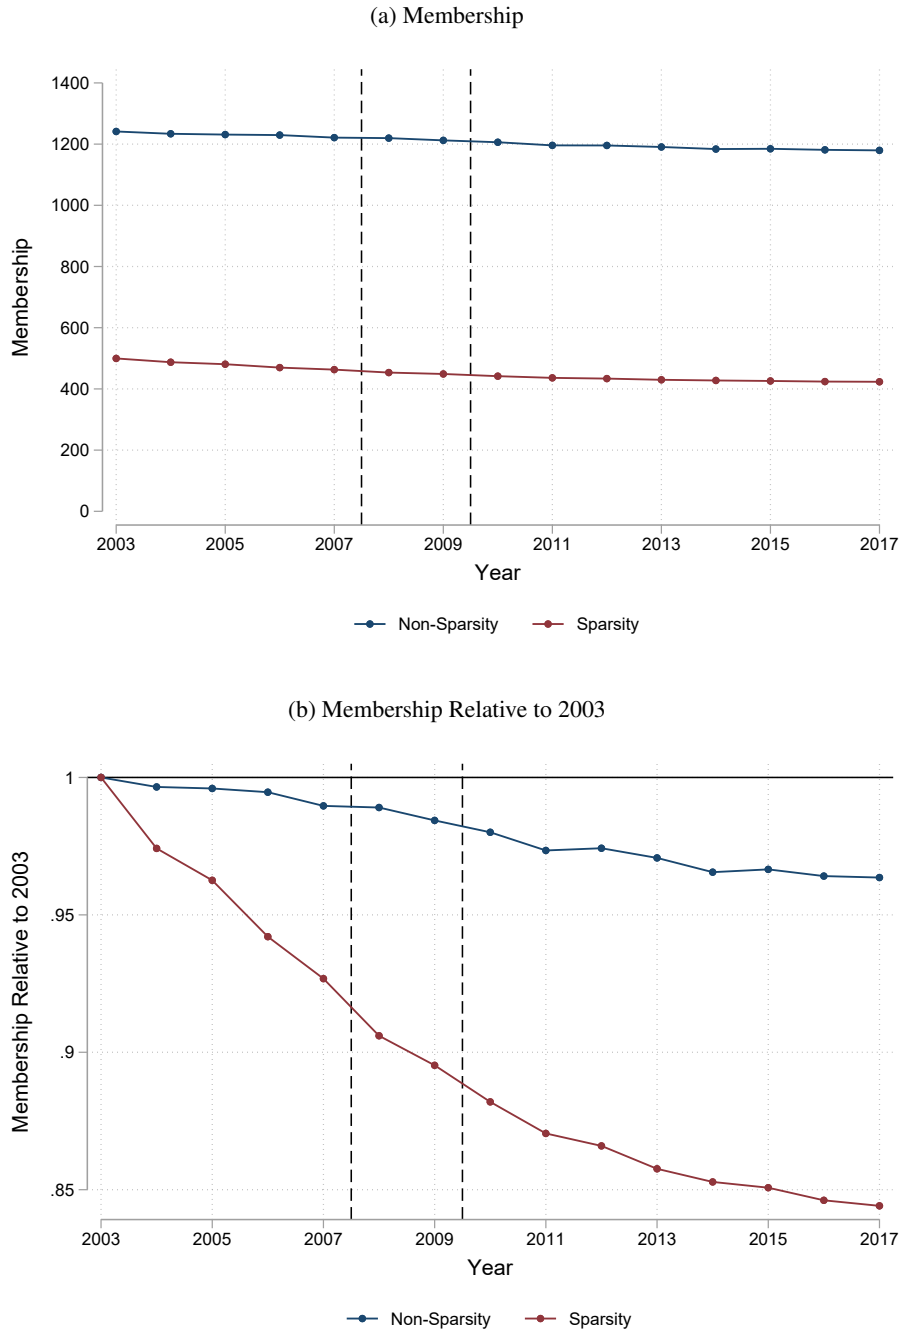 (a) Membership
1400
1200
1000
800
600
400
200
0
Membership
2003 2005 2007 2009 2011 2013 2015 2017
Year
Non-Sparsity Sparsity
(b) Membership Relative to 2003
1
.95
.9
.85
Membership Relative to 2003
2003 2005 2007 2009 2011 2013 2015 2017
Year
Non-Sparsity Sparsity